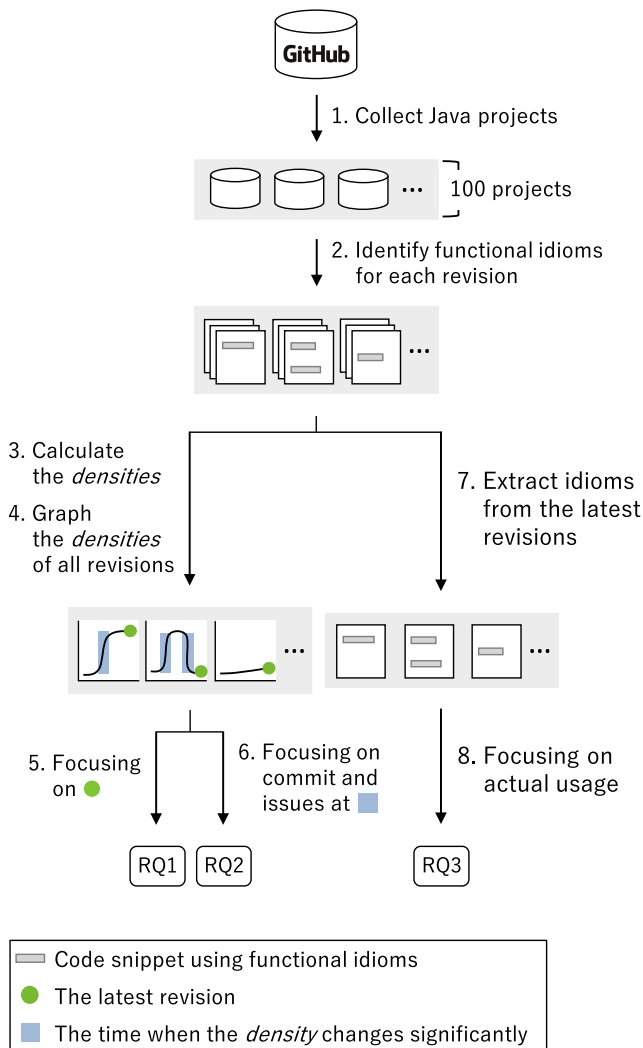 GitHub
1. Collect Java projects
...
100 projects
2. Identify functional idioms
for each revision
...
3. Calculate
the densities
4. Graph
the densities
of all revisions
7. Extract idioms
from the latest
revisions
...
...
5. Focusing
on
6. Focusing on
commit and
issues at
8. Focusing on
actual usage
RQ1
RQ2
RQ3
Code snippet using functional idioms
The latest revision
The time when the density changes significantly